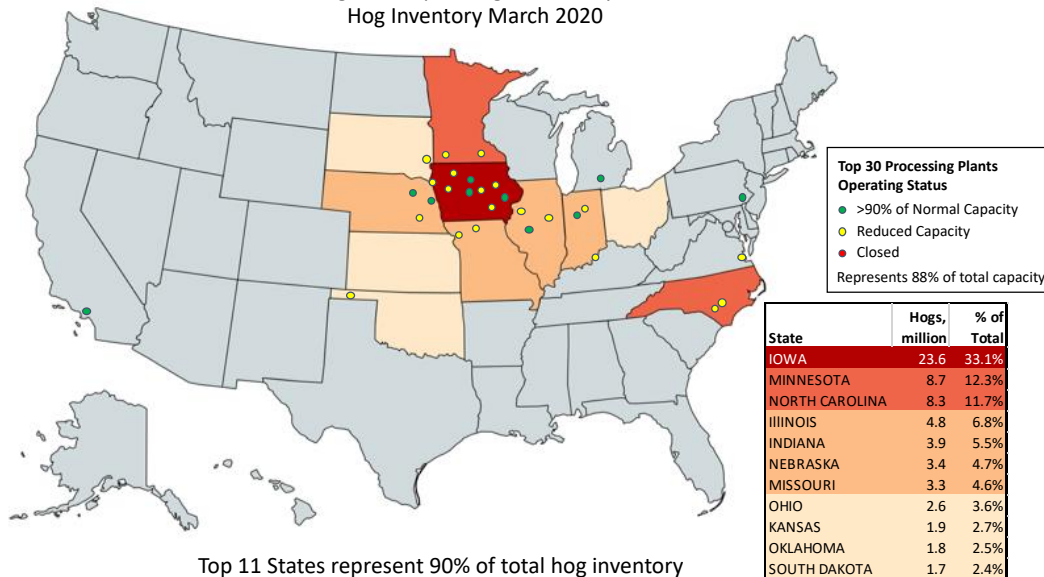 Hog Inventory March 2020
Top 30 Processing Plants
Operating Status
>90% of Normal Capacity
Reduced Capacity
Closed
Represents 88% of total capacity
State Hogs, million % of Total
IOWA 23.6 33.1%
MINNESOTA 8.7 12.3%
NORTH CAROLINA 8.3 11.7%
IllINOIS 4.8 6.8%
INDIANA 3.9 5.5%
NEBRASKA 3.4 4.7%
MISSOURI 3.3 4.6%
OHIO 2.6 3.6%
KANSAS 1.9 2.7%
OKLAHOMA 1.8 2.5%
SOUTH DAKOTA 1.7 2.4%
Top 11 States represent 90% of total hog inventory